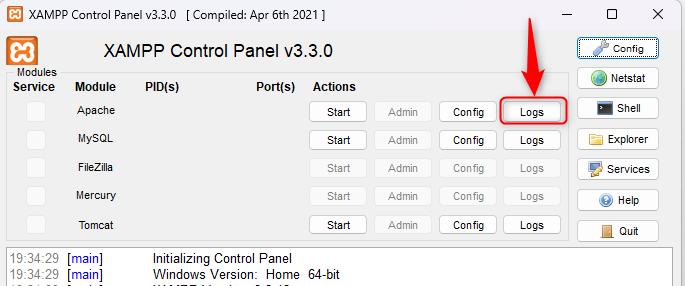 XAMPP Control Panel v3.3.0 [ Compiled: Apr 6th 2021 ]
XAMPP Control Panel v3.3.0
Config
Modules
Service Module PID(s) Port(s) Actions
Netstat
Apache Start Admin Config Logs
Shell
MySQL Start Admin Config Logs
Explorer
FileZilla Start Admin Config Logs
Services
Mercury Start Admin Config Logs
Help
Tomcat Start Admin Config Logs
Quit
19:34:29 [main] Initializing Control Panel
19:34:29 [main] Windows Version: Home 64-bit